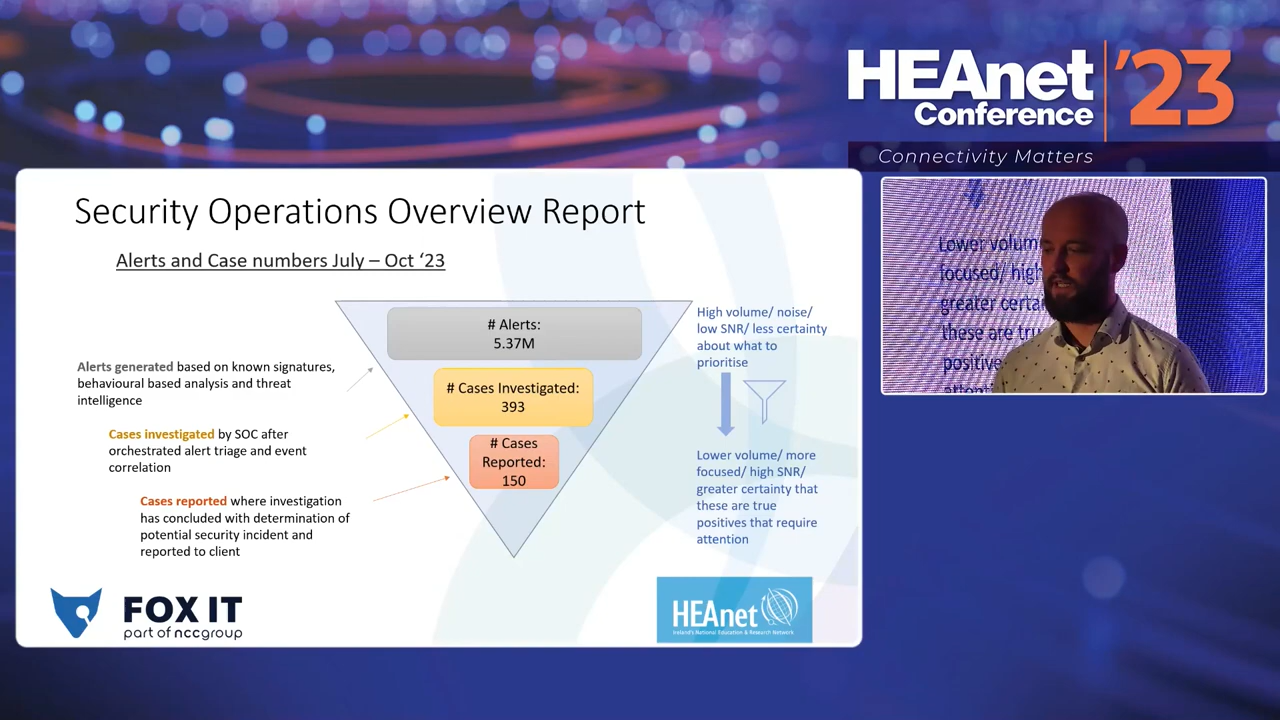 HEAnet
Conference
'23
Connectivity Matters
Security Operations Overview Report
Alerts and Case numbers July – Oct ‘23
# Alerts:
5.37M
# Cases Investigated:
393
# Cases
Reported:
150
Alerts generated based on known signatures,
behavioural based analysis and threat
intelligence
Cases investigated by SOC after
orchestrated alert triage and event
correlation
Cases reported where investigation
has concluded with determination of
potential security incident and
reported to client
High volume/ noise/
low SNR/ less certainty
about what to
prioritise
Lower volume/ more
focused/ high SNR/
greater certainty that
these are true
positives that require
attention
FOX IT
part of nccgroup
HEAnet
Ireland's National Education & Research Network
Lower volum
focused/ high
greater certa
these are tru
positive
attenti